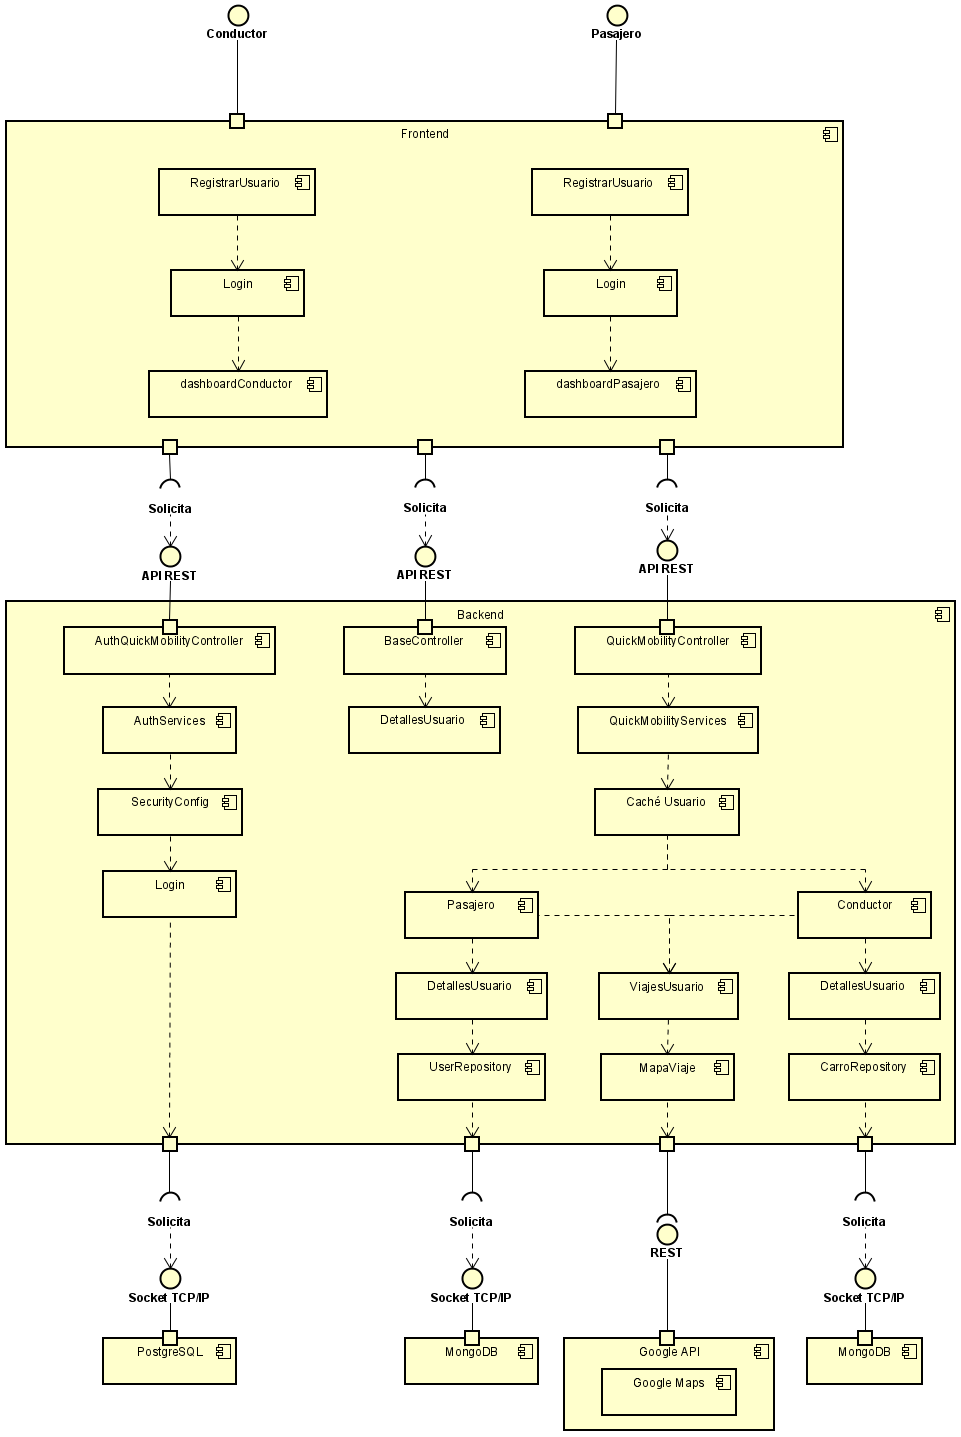 Conductor
Pasajero
Frontend
RegistrarUsuario
RegistrarUsuario
Login
Login
dashboardConductor
dashboardPasajero
Solicita
Solicita
Solicita
API REST
API REST
API REST
Backend
AuthQuickMobilityController
BaseController
QuickMobilityController
AuthServices
DetallesUsuario
QuickMobilityServices
SecurityConfig
Caché Usuario
Login
Pasajero
Conductor
DetallesUsuario
ViajesUsuario
DetallesUsuario
UserRepository
MapaViaje
CarroRepository
Solicita
Solicita
Solicita
REST
Socket TCP/IP
Socket TCP/IP
Socket TCP/IP
PostgreSQL
MongoDB
Google API
MongoDB
Google Maps